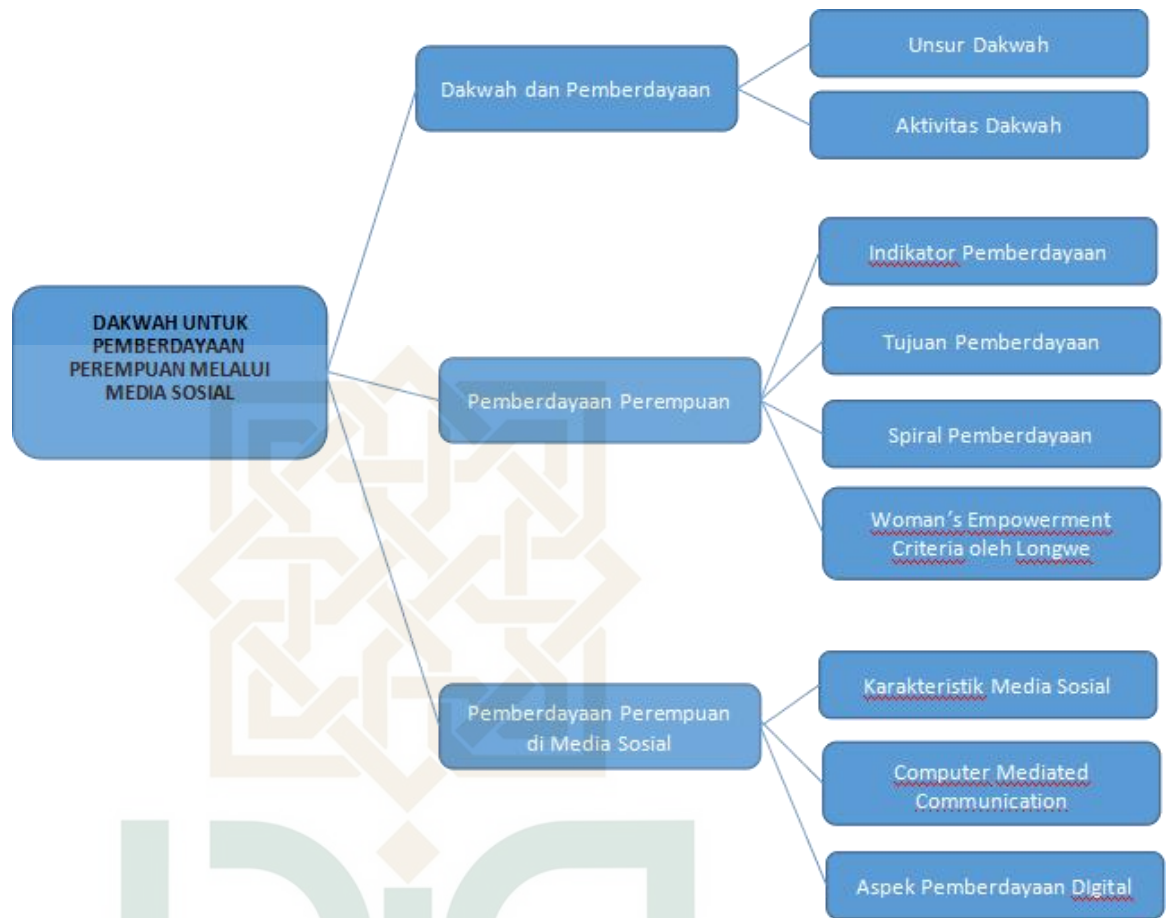 DAKWAH UNTUK
PEMBERDAYAAN
PEREMPUAN MELALUI
MEDIA SOSIAL
Dakwah dan Pemberdayaan
Unsur Dakwah
Aktivitas Dakwah
Pemberdayaan Perempuan
Indikator Pemberdayaan
Tujuan Pemberdayaan
Spiral Pemberdayaan
Woman's Empowerment
Criteria oleh Longwe
Pemberdayaan Perempuan
di Media Sosial
Karakteristik Media Sosial
Computer Mediated
Communication
Aspek Pemberdayaan DIgital